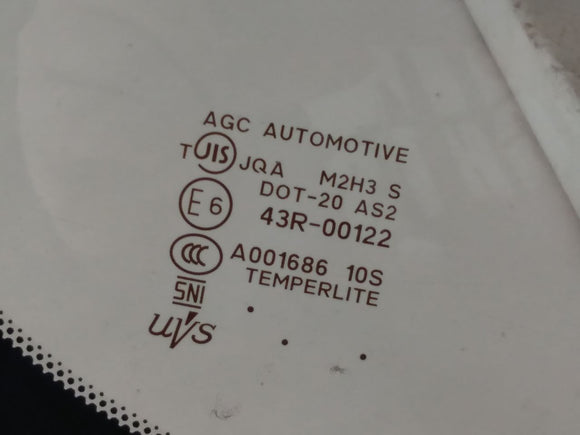 AGC AUTOMOTIVE
T JIS JQA M2H3 S
DOT-20 AS2
E6 43R-00122
CCC A001686 10S
TEMPERLITE
SNI
UVS